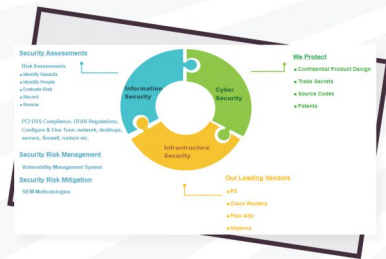 Security Assessments
Risk Assessments
Identify Hazards
Identify People
Evaluate Risk
Record
Review
PCI-DSS Compliance, DFAR Regulations,
Configure & Fine Tune: network, desktops,
servers, firewall, routers etc.
Security Risk Management
Vulnerability Management System
Security Risk Mitigation
SIEM Methodologies
Information
Security
Cyber
Security
Infrastructure
Security
We Protect
Confidential Product Design
Trade Secrets
Source Codes
Patents
Our Leading Vendors
F5
Cisco Routers
Palo Alto
Imperva